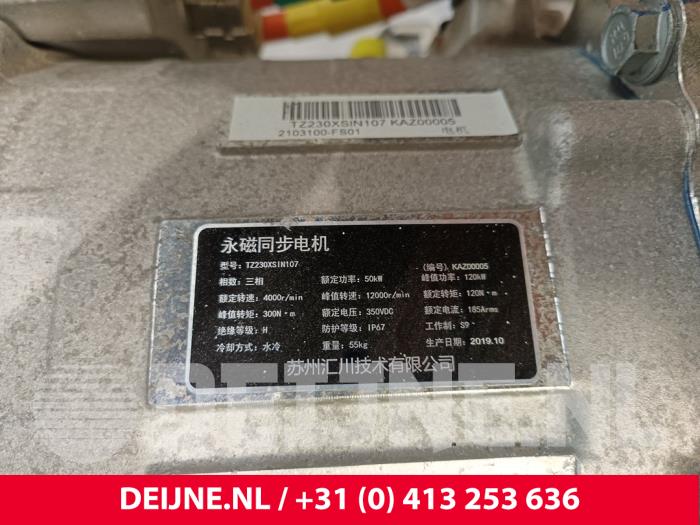 TZ230XSIN107 KAZ00005
2103100-FS01 电机
永磁同步电机
型号: TZ230XSIN107 (编号). KAZ00005
相数: 三相 额定功率: 50kW 峰值功率: 120kW
额定转速: 4000r/min 峰值转速: 12000r/min 额定转矩: 120N·m
峰值转矩: 300N·m 额定电压: 350VDC 额定电流: 185Arms
绝缘等级: H 防护等级: IP67 工作制: S9
冷却方式: 水冷 重量: 55kg 生产日期: 2019.10
苏州汇川技术有限公司
DEIJNE.NL
DEIJNE.NL / +31 (0) 413 253 636